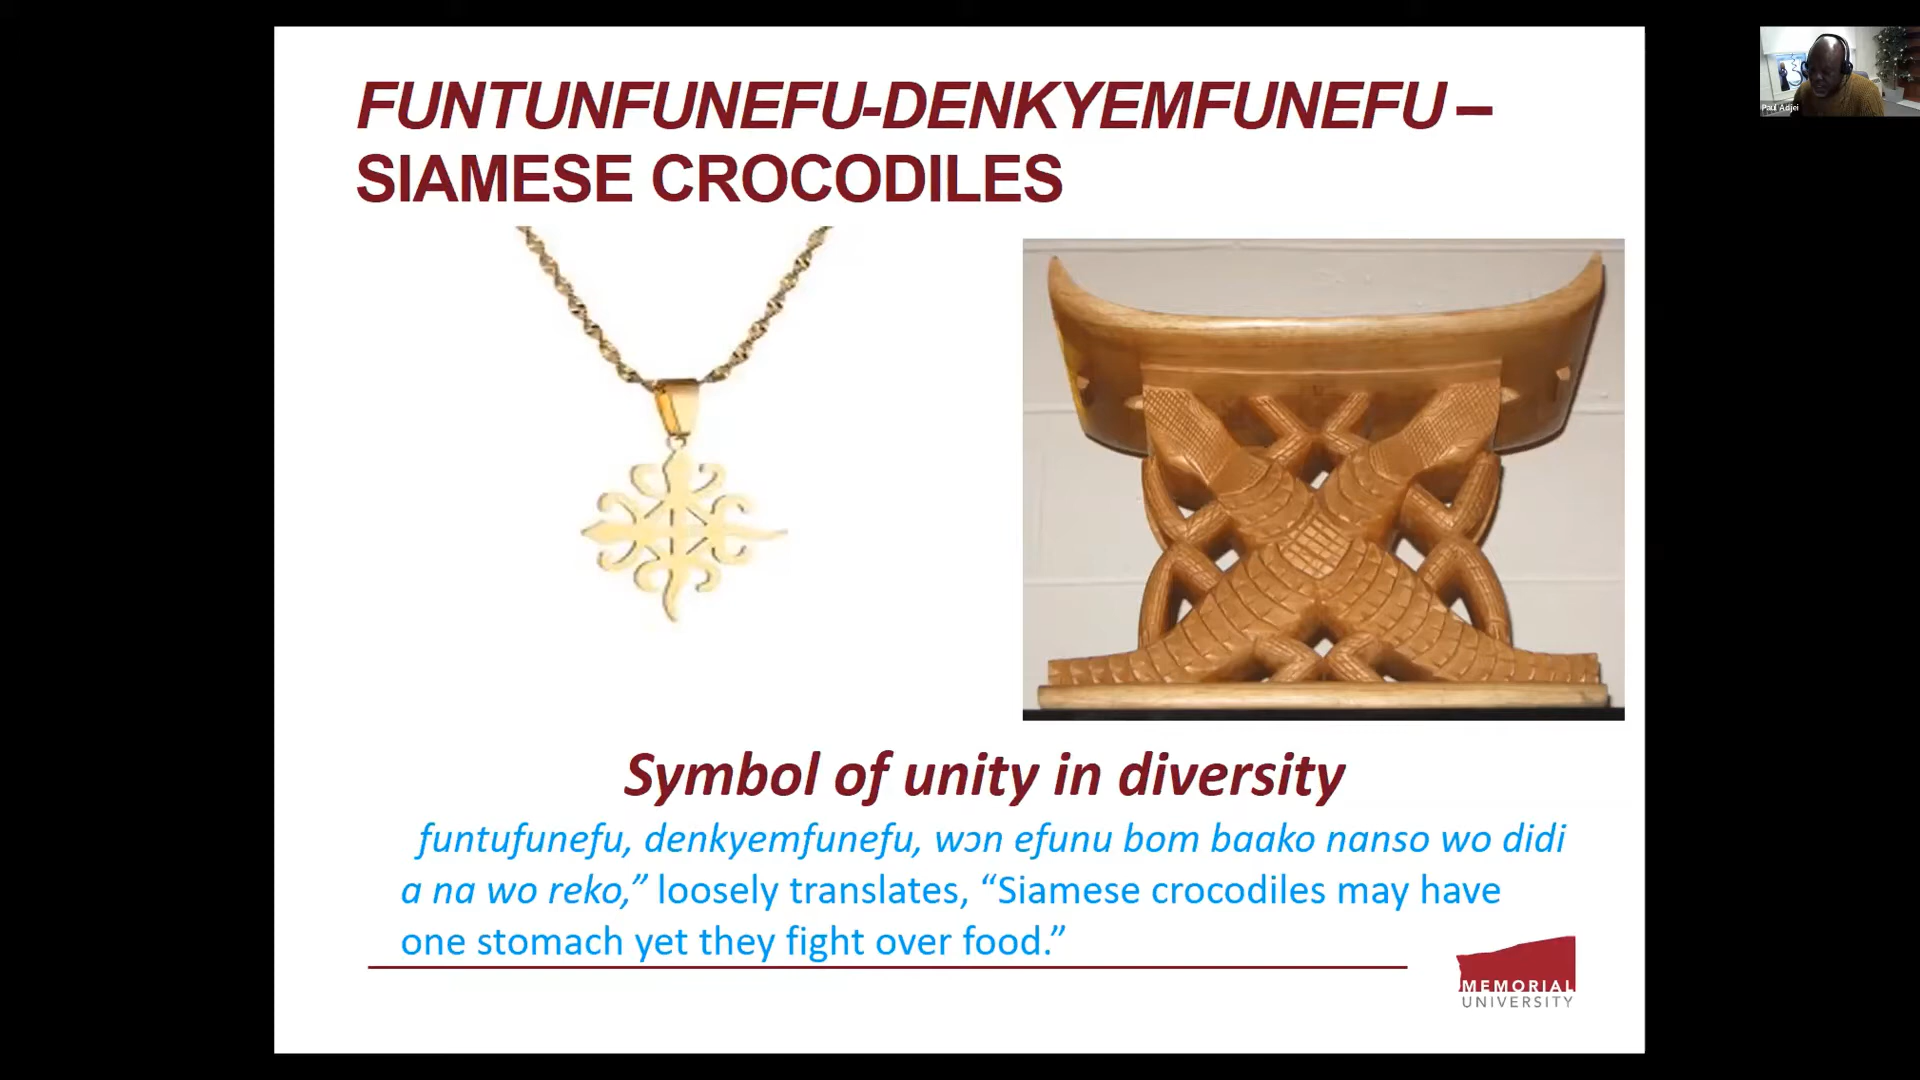 FUNTUNFUNEFU-DENKYEMFUNEFU –
SIAMESE CROCODILES
Paul Adjei
Symbol of unity in diversity
funtufunefu, denkyemfunefu, wɔn efunu bom baako nanso wo didi
a na wo reko,” loosely translates, “Siamese crocodiles may have
one stomach yet they fight over food.”
MEMORIAL
UNIVERSITY